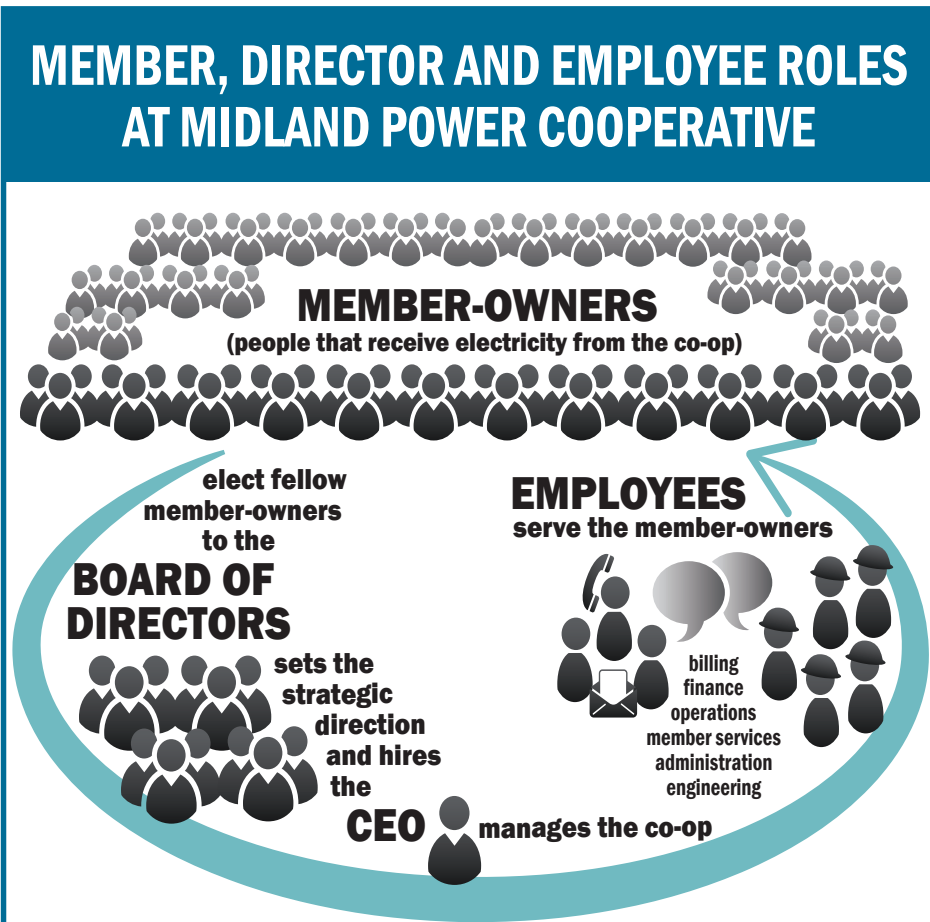 MEMBER, DIRECTOR AND EMPLOYEE ROLES
AT MIDLAND POWER COOPERATIVE
MEMBER-OWNERS
(people that receive electricity from the co-op)
elect fellow
member-owners
to the
BOARD OF
DIRECTORS
sets the
strategic
direction
and hires
the
CEO
manages the co-op
EMPLOYEES
serve the member-owners
billing
finance
operations
member services
administration
engineering